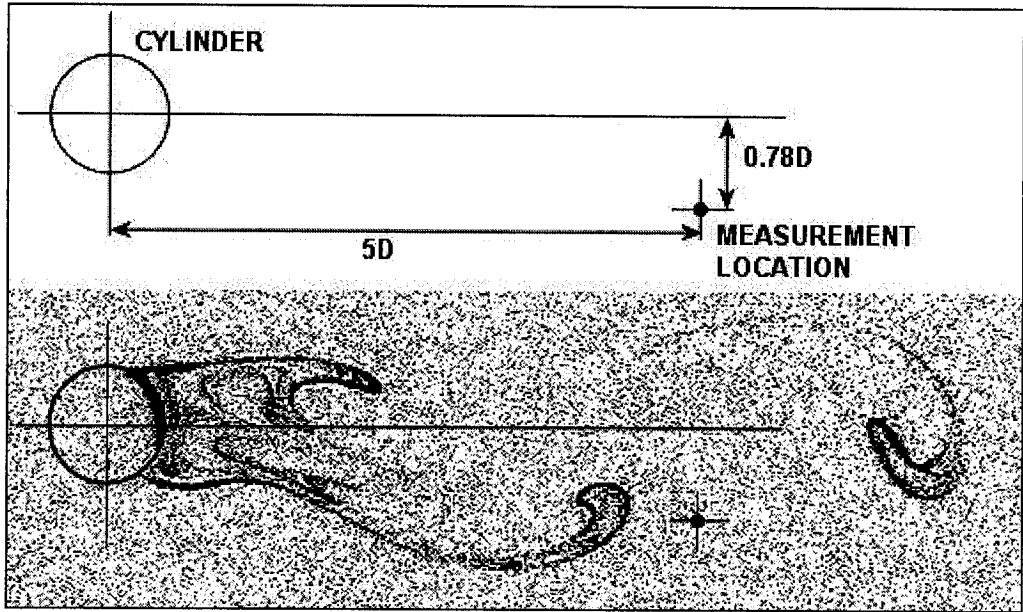 CYLINDER
0.78D
5D
MEASUREMENT
LOCATION